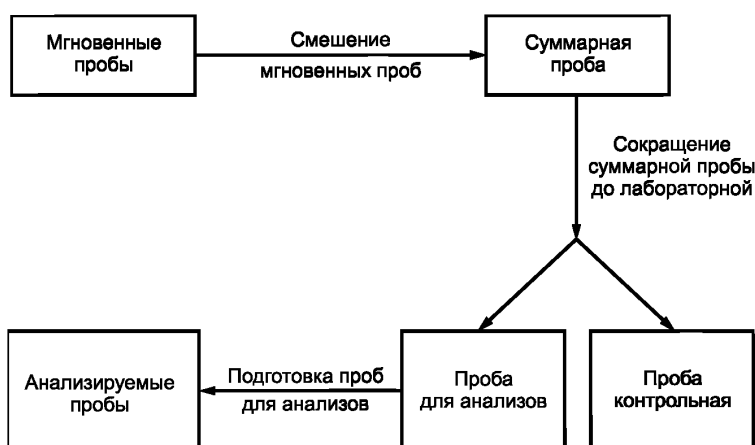 Мгновенные
пробы
Смешение
мгновенных проб
Суммарная
проба
Сокращение
суммарной пробы
до лабораторной
Анализируемые
пробы
Подготовка проб
для анализов
Проба
для анализов
Проба
контрольная